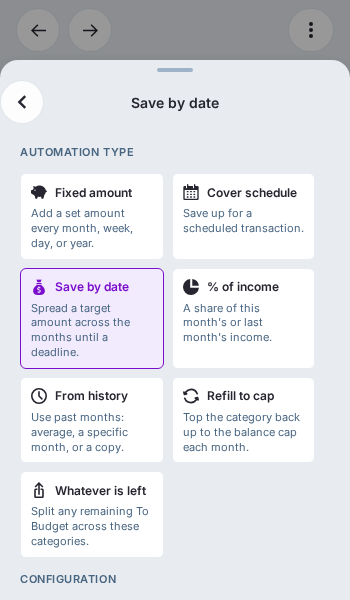 Save by date
AUTOMATION TYPE
Fixed amount
Add a set amount
every month, week,
day, or year.
Cover schedule
Save up for a
scheduled transaction.
Save by date
Spread a target
amount across the
months until a
deadline.
% of income
A share of this
month's or last
month's income.
From history
Use past months:
average, a specific
month, or a copy.
Refill to cap
Top the category back
up to the balance cap
each month.
Whatever is left
Split any remaining To
Budget across these
categories.
CONFIGURATION